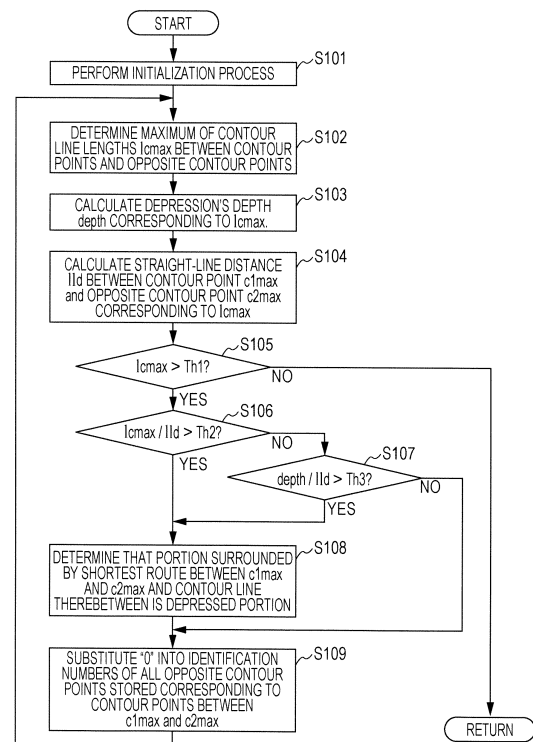 START
S101
PERFORM INITIALIZATION PROCESS
S102
DETERMINE MAXIMUM OF CONTOUR
LINE LENGTHS lcmax BETWEEN CONTOUR
POINTS AND OPPOSITE CONTOUR POINTS
S103
CALCULATE DEPRESSION'S DEPTH
depth CORRESPONDING TO lcmax.
S104
CALCULATE STRAIGHT-LINE DISTANCE
lld BETWEEN CONTOUR POINT c1max
and OPPOSITE CONTOUR POINT c2max
CORRESPONDING TO lcmax
S105
lcmax > Th1?
NO
YES
S106
lcmax / lld > Th2?
NO
YES
S107
depth / lld > Th3?
NO
YES
S108
DETERMINE THAT PORTION SURROUNDED
BY SHORTEST ROUTE BETWEEN c1max
AND c2max AND CONTOUR LINE
THEREBETWEEN IS DEPRESSED PORTION
S109
SUBSTITUTE "0" INTO IDENTIFICATION
NUMBERS OF ALL OPPOSITE CONTOUR
POINTS STORED CORRESPONDING TO
CONTOUR POINTS BETWEEN
c1max and c2max
RETURN